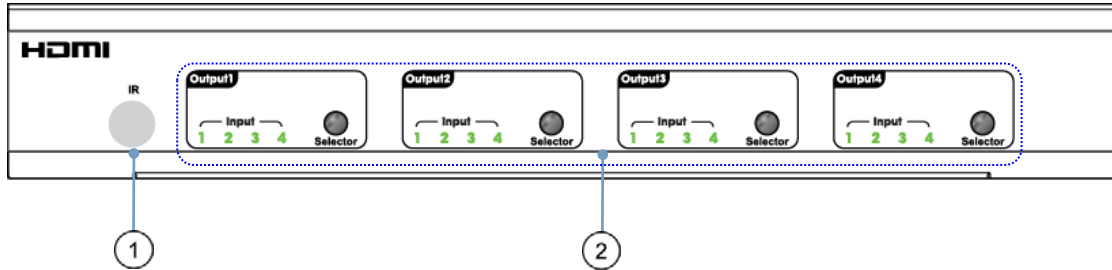 HDMI
IR
Output1
Input
1 2 3 4
Selector
Output2
Input
1 2 3 4
Selector
Output3
Input
1 2 3 4
Selector
Output4
Input
1 2 3 4
Selector
1
2